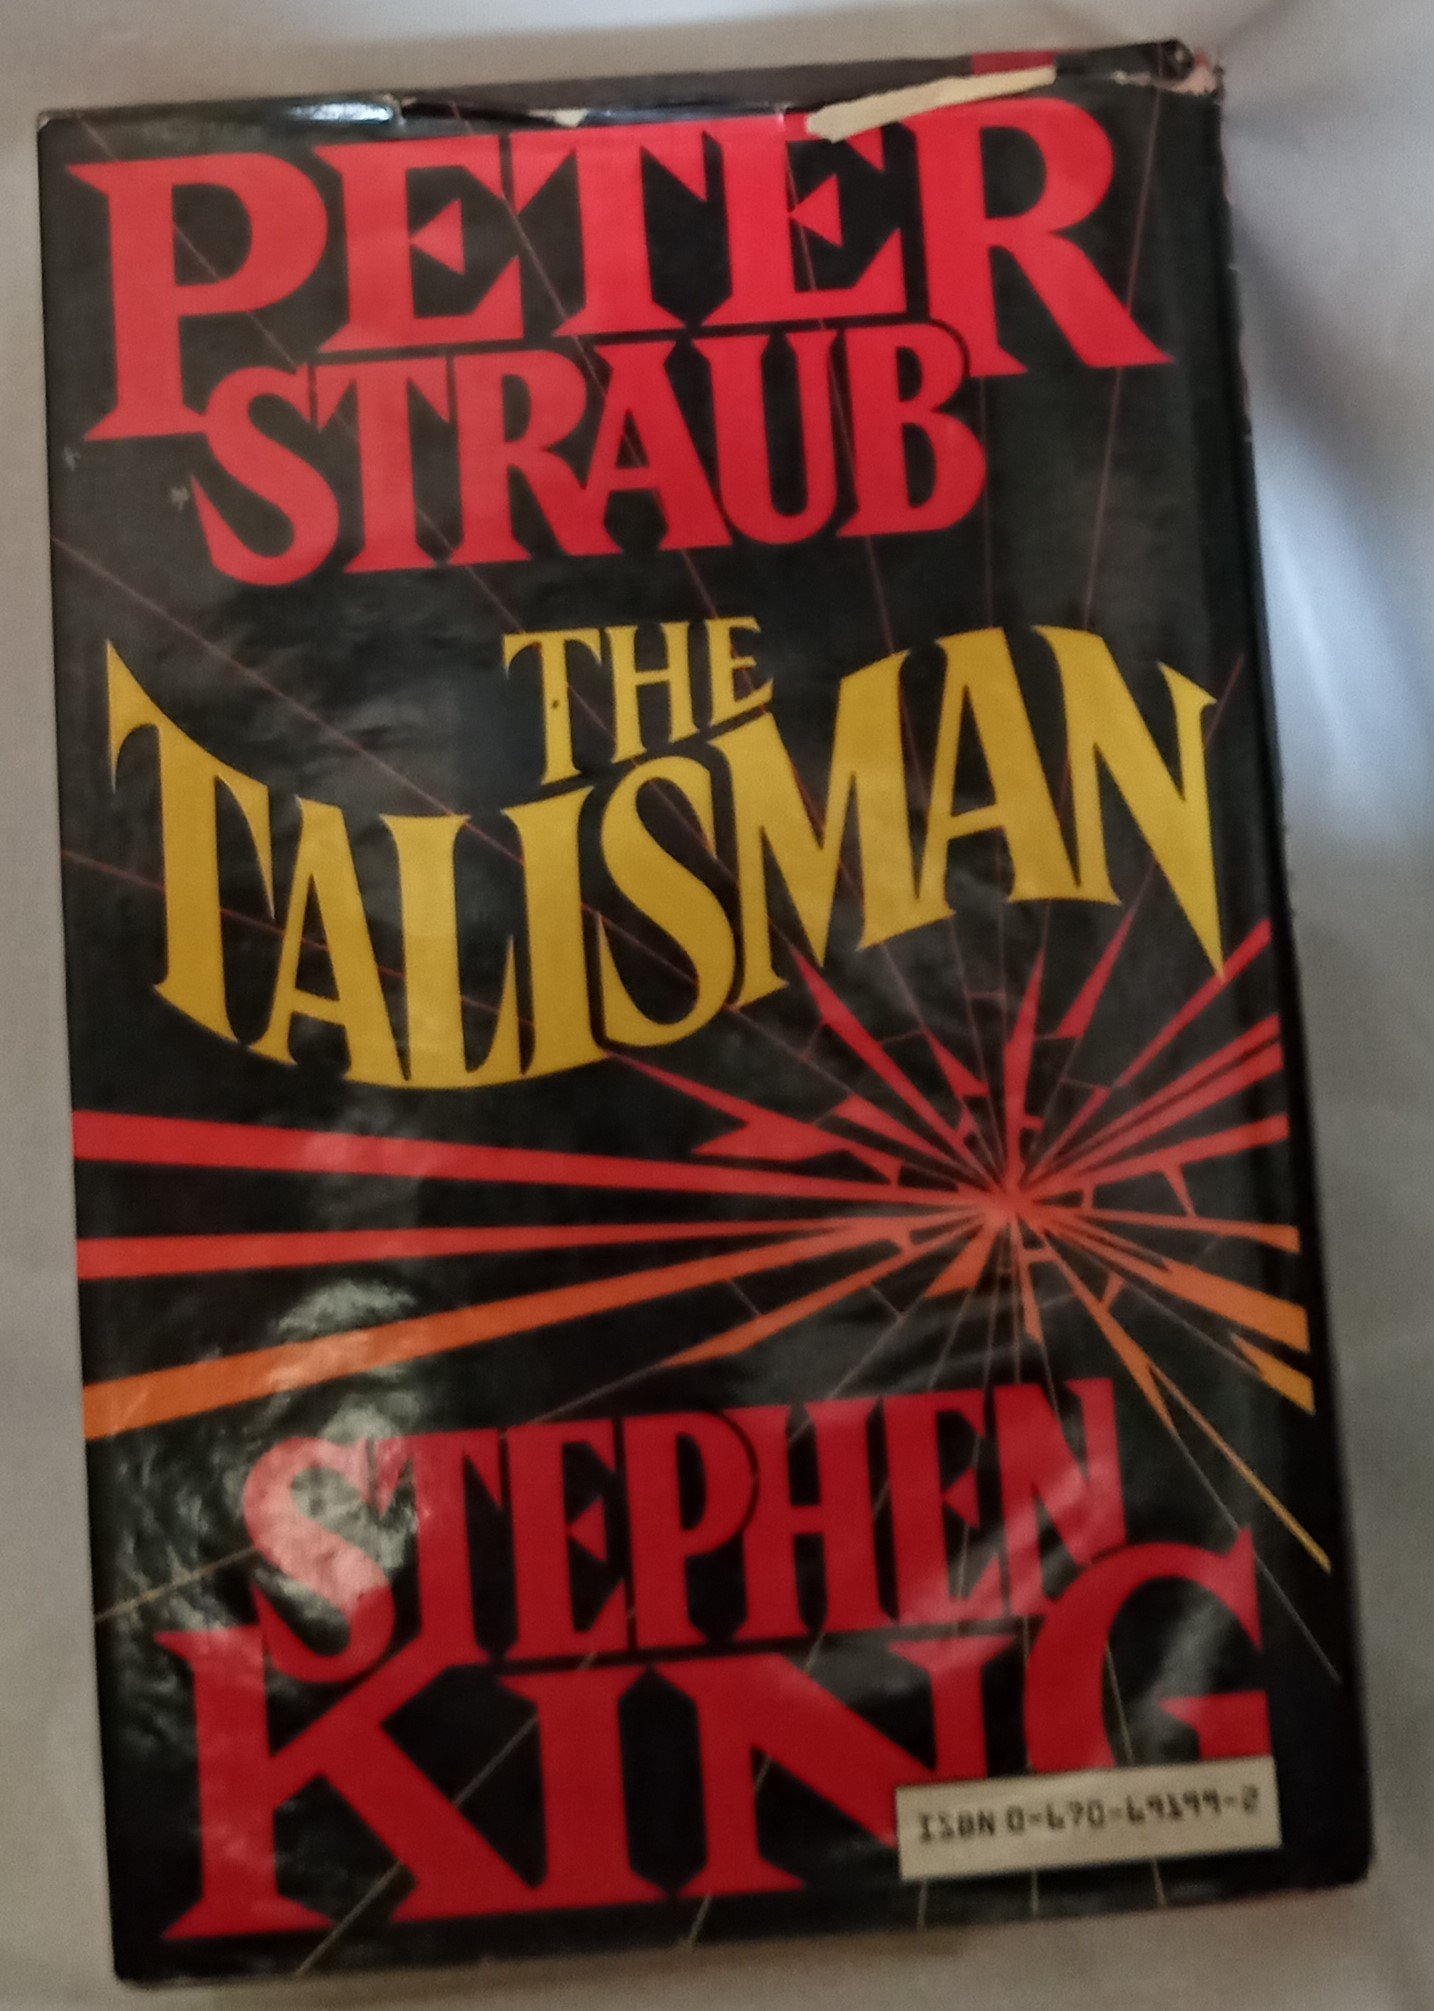 PETER
STRAUB
THE
TALISMAN
STEPHEN
KING
ISBN 0-670-69199-2